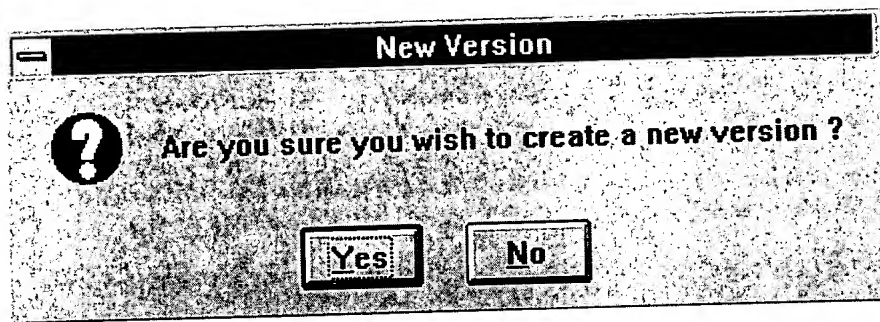 New Version
Are you sure you wish to create a new version ?
Yes
No